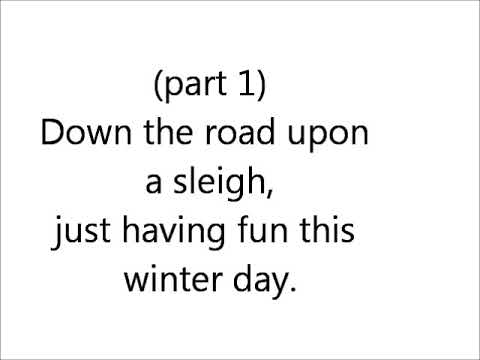 (part 1)
Down the road upon
a sleigh,
just having fun this
winter day.